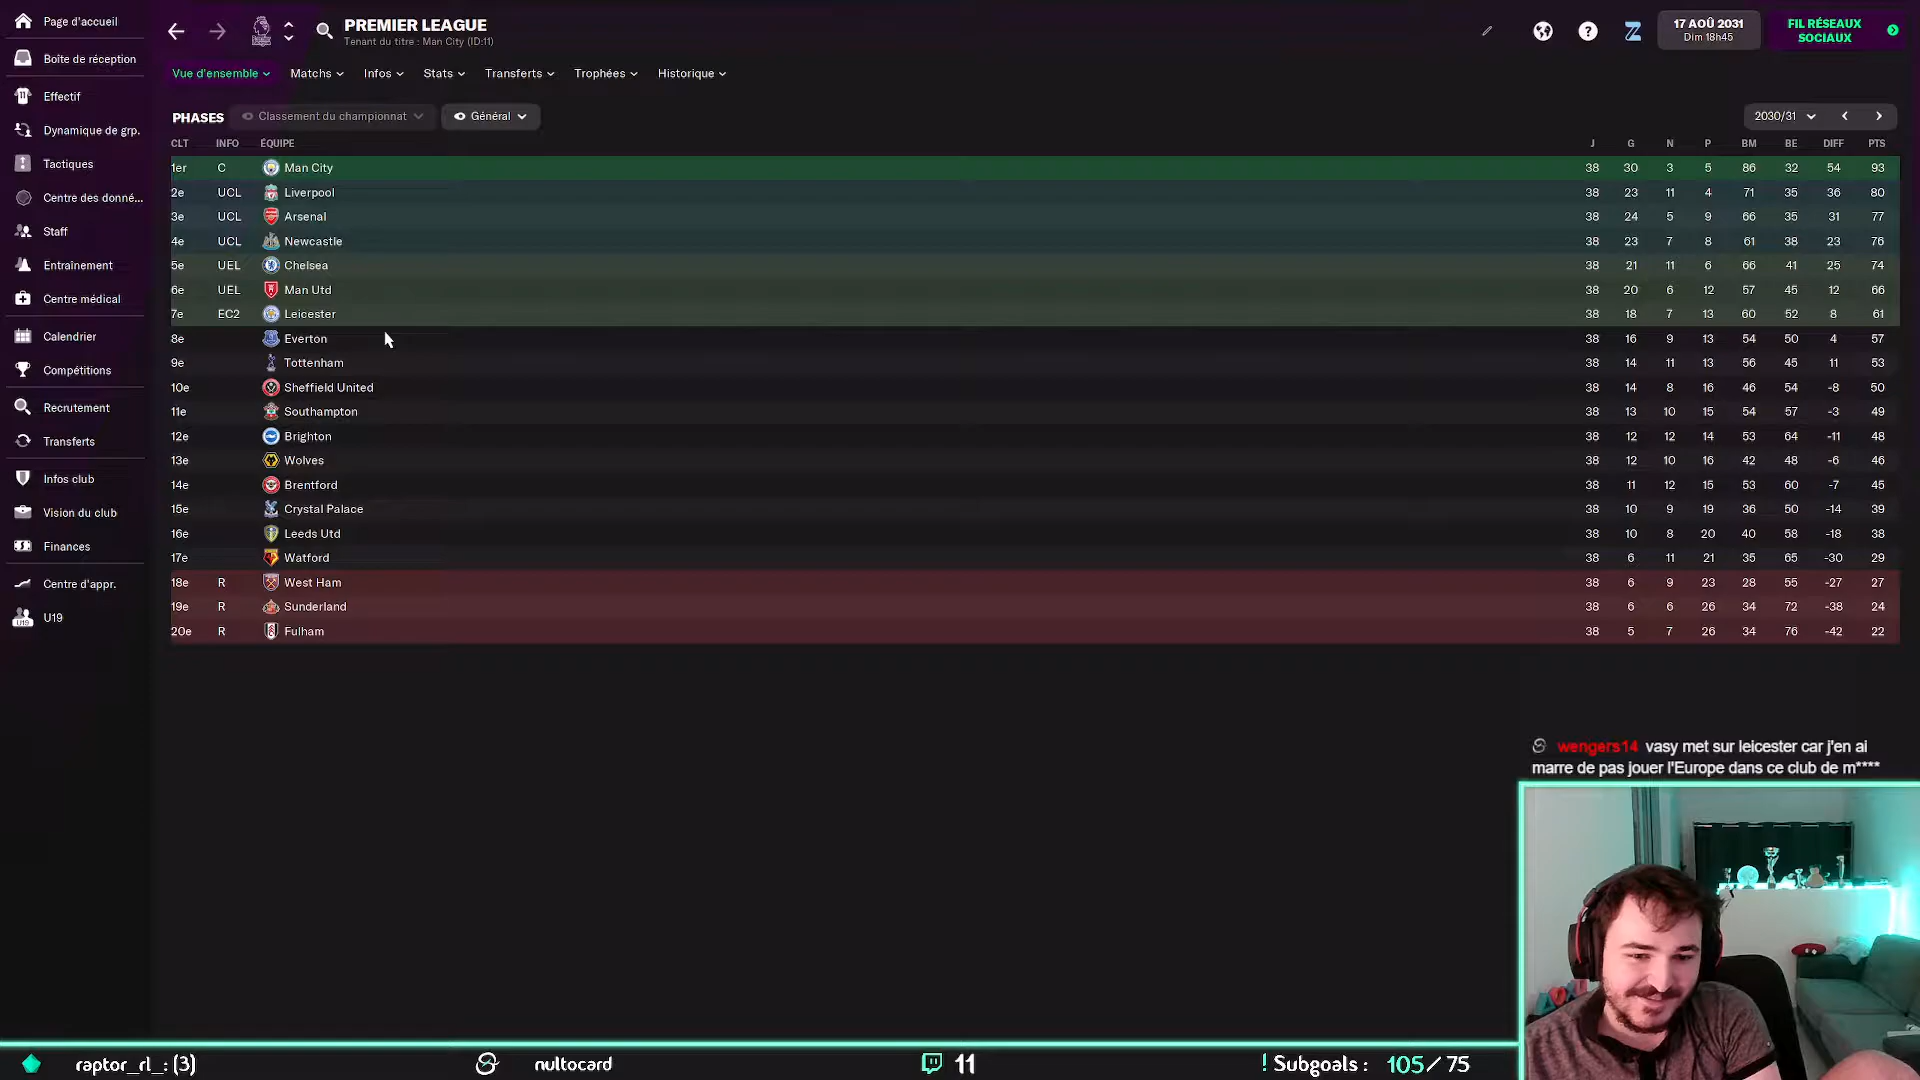 Page d'accueil
Boîte de réception
Effectif
Dynamique de grp.
Tactiques
Centre des donné...
Staff
Entraînement
Centre médical
Calendrier
Compétitions
Recrutement
Transferts
Infos club
Vision du club
Finances
Centre d'appr.
U19
PREMIER LEAGUE
Tenant du titre : Man City (ID:11)
17 AOÛ 2031
Dim 18h45
FIL RÉSEAUX
SOCIAUX
Vue d'ensemble Matchs Infos Stats Transferts Trophées Historique
PHASES Classement du championnat Général 2030/31
CLT INFO ÉQUIPE J G N P BM BE DIFF PTS
1er C Man City 38 30 3 5 86 32 54 93
2e UCL Liverpool 38 23 11 4 71 35 36 80
3e UCL Arsenal 38 24 5 9 66 35 31 77
4e UCL Newcastle 38 23 7 8 61 38 23 76
5e UEL Chelsea 38 21 11 6 66 41 25 74
6e UEL Man Utd 38 20 6 12 57 45 12 66
7e EC2 Leicester 38 18 7 13 60 52 8 61
8e Everton 38 16 9 13 54 50 4 57
9e Tottenham 38 14 11 13 56 45 11 53
10e Sheffield United 38 14 8 16 46 54 -8 50
11e Southampton 38 13 10 15 54 57 -3 49
12e Brighton 38 12 12 14 53 64 -11 48
13e Wolves 38 12 10 16 42 48 -6 46
14e Brentford 38 11 12 15 53 60 -7 45
15e Crystal Palace 38 10 9 19 36 50 -14 39
16e Leeds Utd 38 10 8 20 40 58 -18 38
17e Watford 38 6 11 21 35 65 -30 29
18e R West Ham 38 6 9 23 28 55 -27 27
19e R Sunderland 38 6 6 26 34 72 -38 24
20e R Fulham 38 5 7 26 34 76 -42 22
wengers14 vasy met sur leicester car j'en ai
marre de pas jouer l'Europe dans ce club de m****
raptor_rl_: (3) nultocard 11 ! Subgoals : 105 / 75